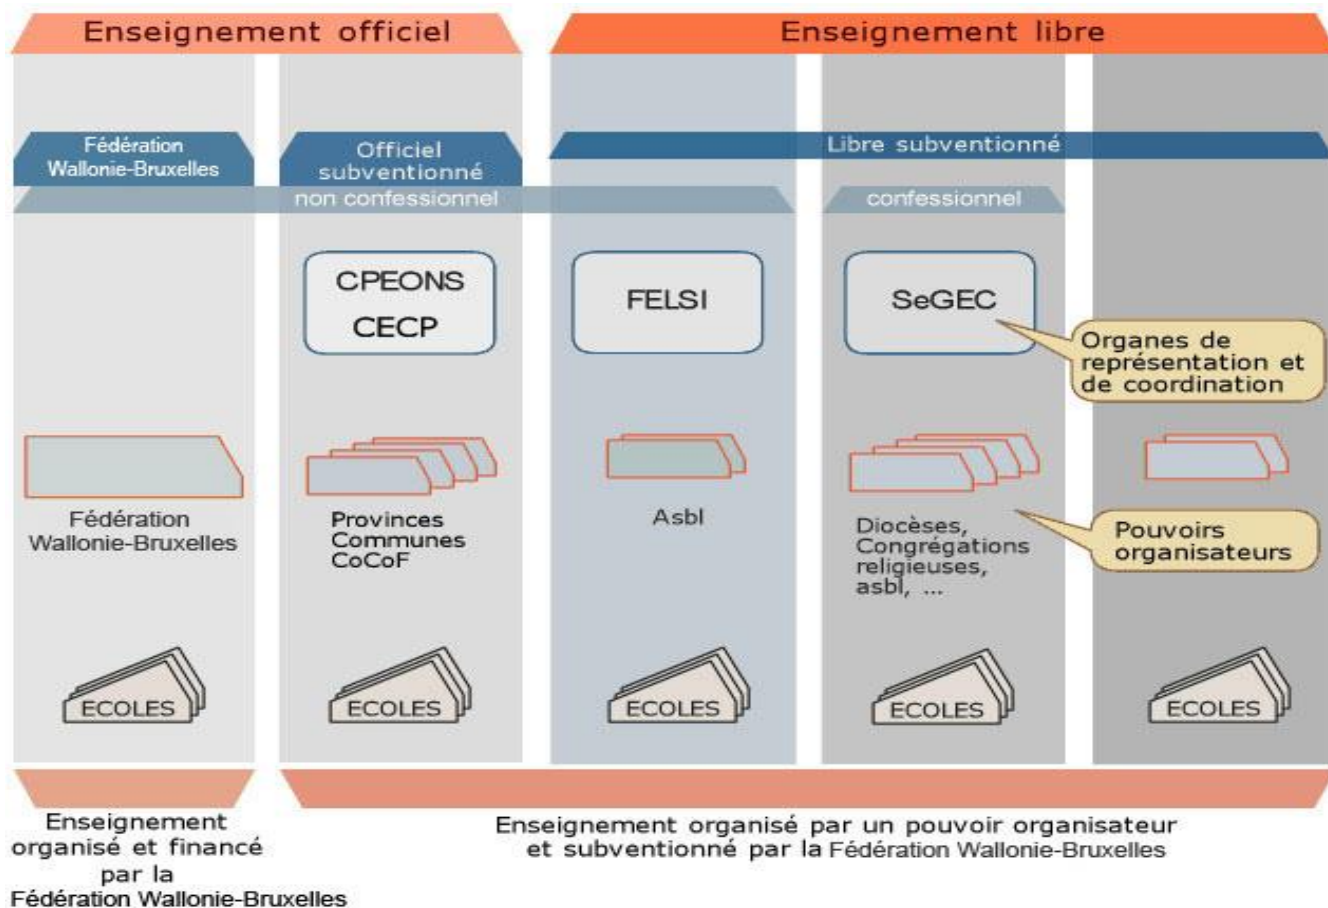 Enseignement officiel
Enseignement libre
Fédération
Wallonie-Bruxelles
Officiel
subventionné
Libre subventionné
non confessionnel
confessionnel
CPEONS
CECP
FELSI
SeGEC
Organes de
représentation et
de coordination
Fédération
Wallonie-Bruxelles
Provinces
Communes
CoCoF
Asbl
Diocèses,
Congrégations
religieuses,
asbl, ...
Pouvoirs
organisateurs
ECOLES
ECOLES
ECOLES
ECOLES
ECOLES
Enseignement
organisé et financé
par la
Fédération Wallonie-Bruxelles
Enseignement organisé par un pouvoir organisateur
et subventionné par la Fédération Wallonie-Bruxelles